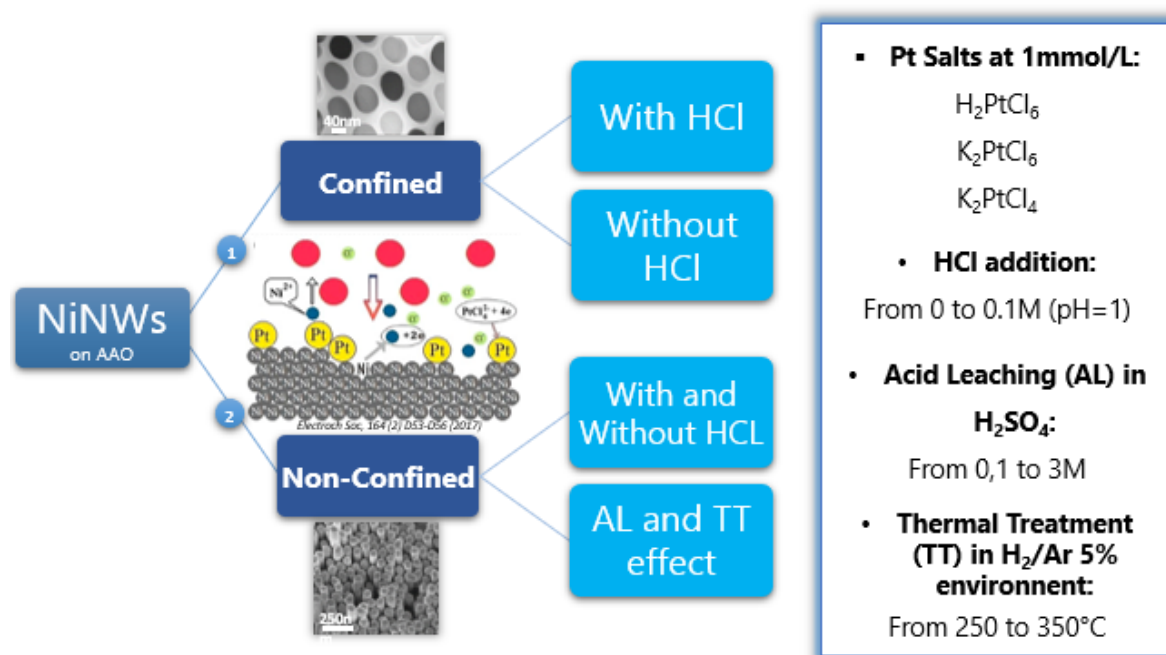 40nm
Confined
With HCl
Without
HCl
1
NiNWs
on AAO
2
Ni²⁺
PtCl₆²⁻ + 4e
+2e
Pt
Pt
Pt
Pt
Pt
Ni
Electroch Soc, 164 (2) D53-D56 (2017)
Non-Confined
With and
Without HCL
AL and TT
effect
250n
m
▪ Pt Salts at 1mmol/L:
H₂PtCl₆
K₂PtCl₆
K₂PtCl₄
• HCl addition:
From 0 to 0.1M (pH=1)
• Acid Leaching (AL) in
H₂SO₄:
From 0,1 to 3M
• Thermal Treatment
(TT) in H₂/Ar 5%
environnent:
From 250 to 350°C